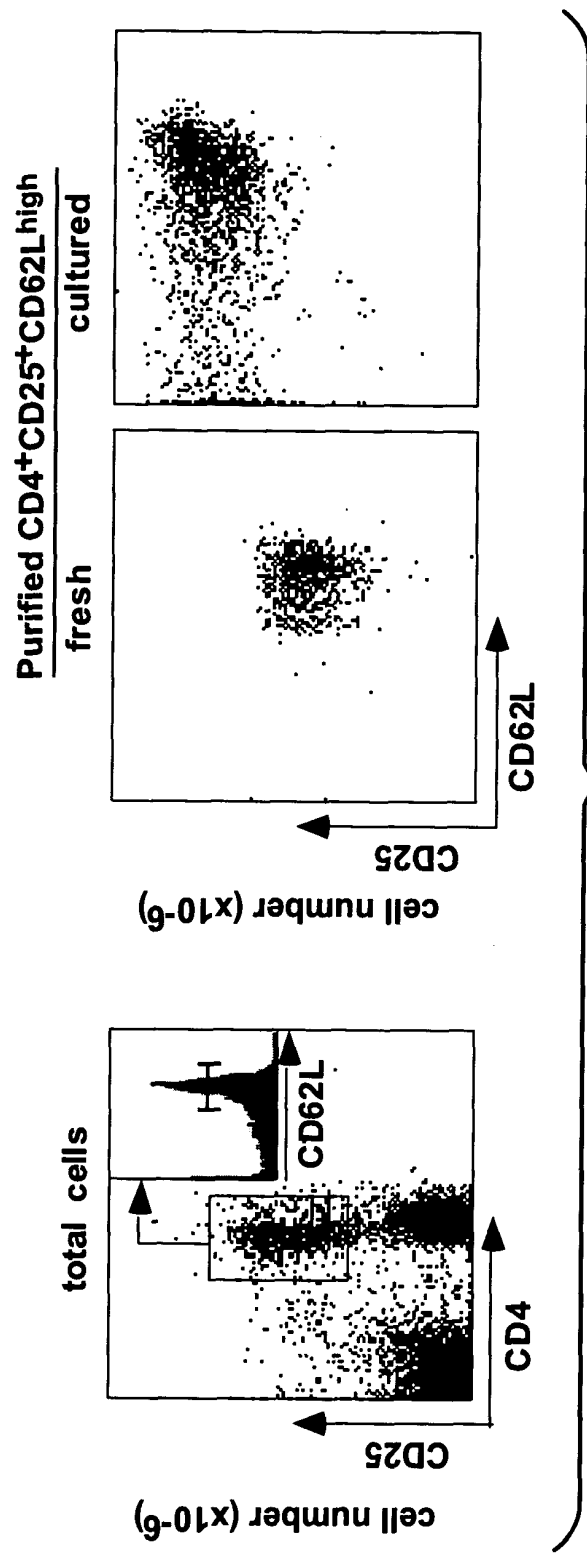 total cells
CD62L
CD4
CD25
cell number (x10-6)
Purified CD4+CD25+CD62Lhigh
fresh
cultured
CD62L
CD25
cell number (x10-6)